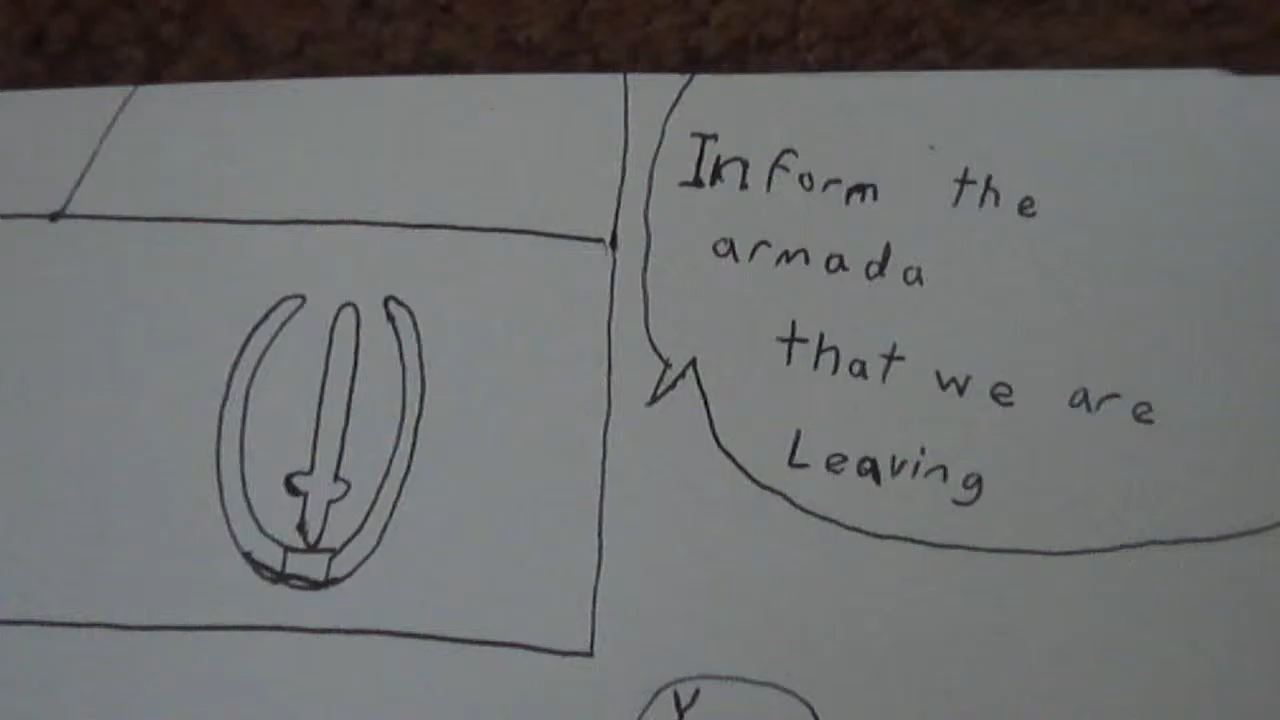 Inform the
armada
that we are
Leaving
Y